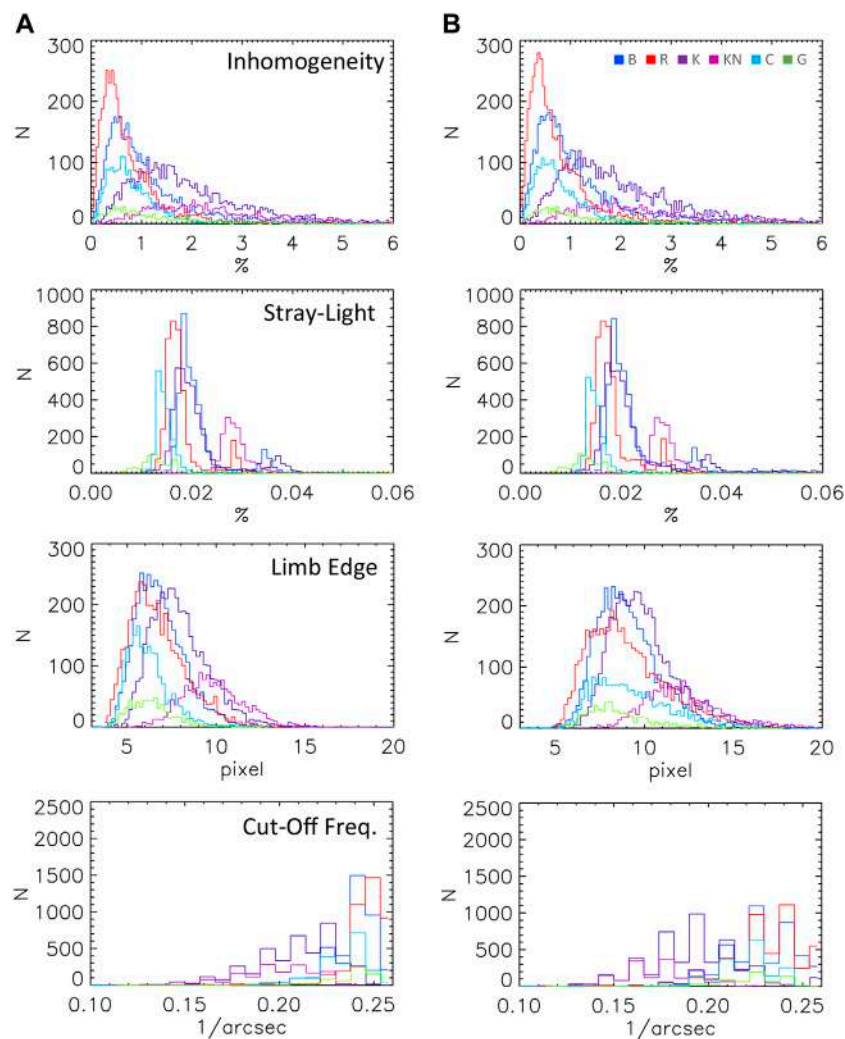 A
B
300
200
100
0
N
Inhomogeneity
0 1 2 3 4 5 6
%
300
200
100
0
N
B R K KN C G
0 1 2 3 4 5 6
%
1000
800
600
400
200
0
N
Stray-Light
0.00 0.02 0.04 0.06
%
1000
800
600
400
200
0
N
0.00 0.02 0.04 0.06
%
300
200
100
0
N
Limb Edge
5 10 15 20
pixel
300
200
100
0
N
5 10 15 20
pixel
2500
2000
1500
1000
500
0
N
Cut-Off Freq.
0.10 0.15 0.20 0.25
1/arcsec
2500
2000
1500
1000
500
0
N
0.10 0.15 0.20 0.25
1/arcsec